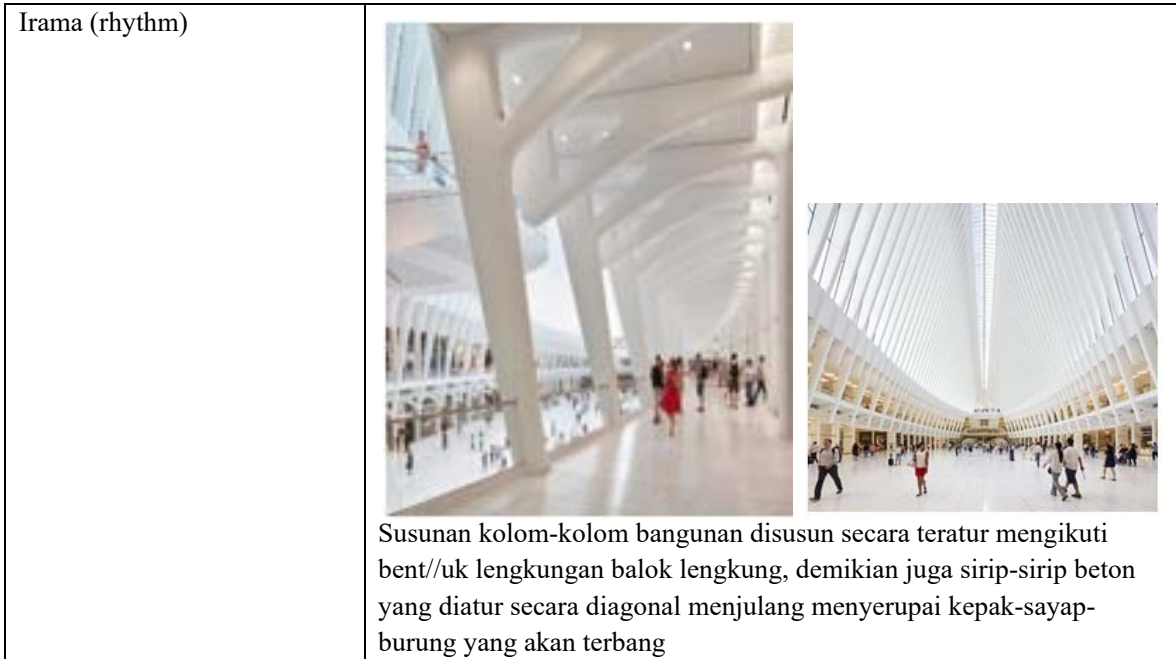 Irama (rhythm)
Susunan kolom-kolom bangunan disusun secara teratur mengikuti
bent//uk lengkungan balok lengkung, demikian juga sirip-sirip beton
yang diatur secara diagonal menjulang menyerupai kepak-sayap-
burung yang akan terbang